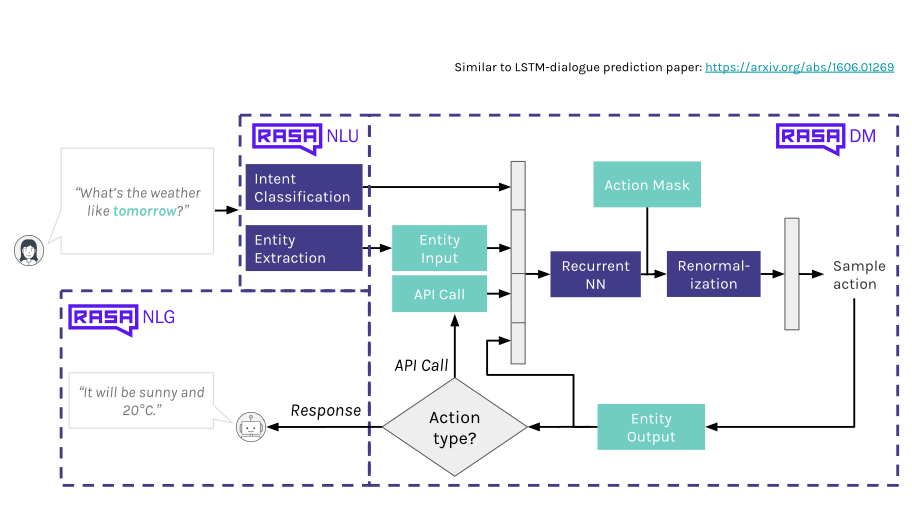 Similar to LSTM-dialogue prediction paper: https://arxiv.org/abs/1606.01269
RASA NLU
RASA DM
"What's the weather
like tomorrow?"
Intent
Classification
Entity
Extraction
Entity
Input
API Call
Action Mask
Recurrent
NN
Renormal-
ization
Sample
action
RASA NLG
"It will be sunny and
20°C."
Response
API Call
Action
type?
Entity
Output